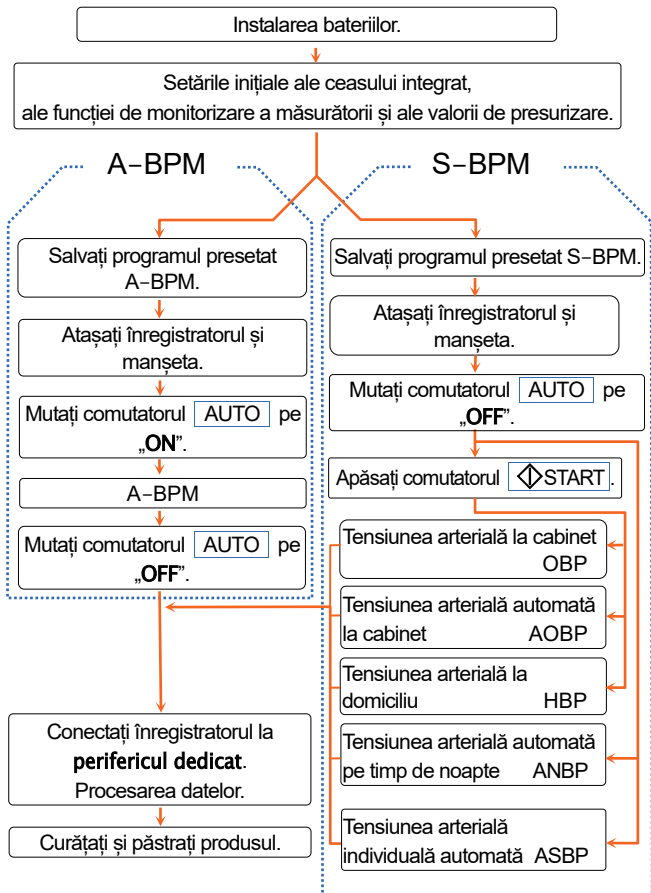 Instalarea bateriilor.
Setările inițiale ale ceasului integrat,
ale funcției de monitorizare a măsurătorii și ale valorii de presurizare.
A–BPM
Salvați programul presetat
A–BPM.
Atașați înregistratorul și
manșeta.
Mutați comutatorul AUTO pe
„ON”.
A–BPM
Mutați comutatorul AUTO pe
„OFF”.
S–BPM
Salvați programul presetat S–BPM.
Atașați înregistratorul și
manșeta.
Mutați comutatorul AUTO pe
„OFF”.
Apăsați comutatorul START.
Tensiunea arterială la cabinet
OBP
Tensiunea arterială automată
la cabinet AOBP
Tensiunea arterială la
domiciliu HBP
Tensiunea arterială automată
pe timp de noapte ANBP
Tensiunea arterială
individuală automată ASBP
Conectați înregistratorul la
perifericul dedicat.
Procesarea datelor.
Curățați și păstrați produsul.